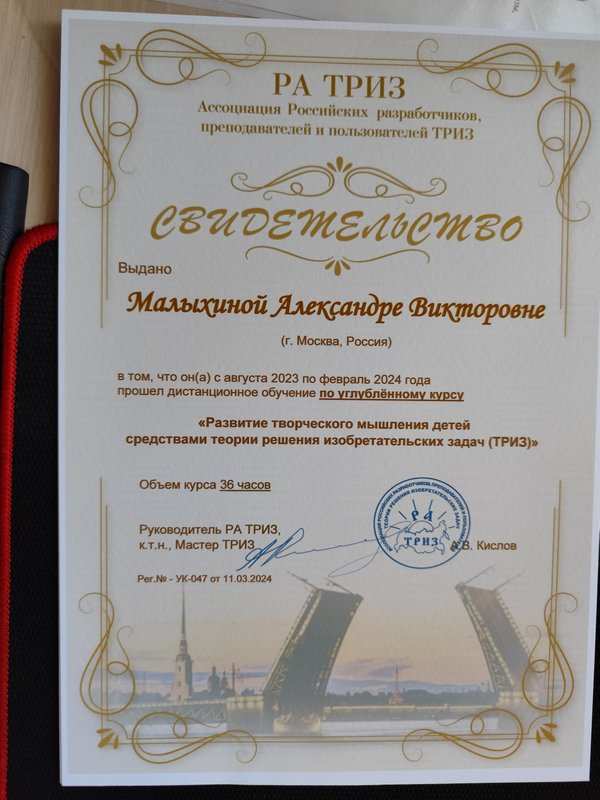 РА ТРИЗ
Ассоциация Российских разработчиков,
преподавателей и пользователей ТРИЗ
СВИДЕТЕЛЬСТВО
Выдано
Малыхиной Александре Викторовне
(г. Москва, Россия)
в том, что он(а) с августа 2023 по февраль 2024 года
прошел дистанционное обучение по углублённому курсу
«Развитие творческого мышления детей
средствами теории решения изобретательских задач (ТРИЗ)»
Объем курса 36 часов
Руководитель РА ТРИЗ,
к.т.н., Мастер ТРИЗ
А.В. Кислов
РА
ТРИЗ
Рег.№ - УК-047 от 11.03.2024